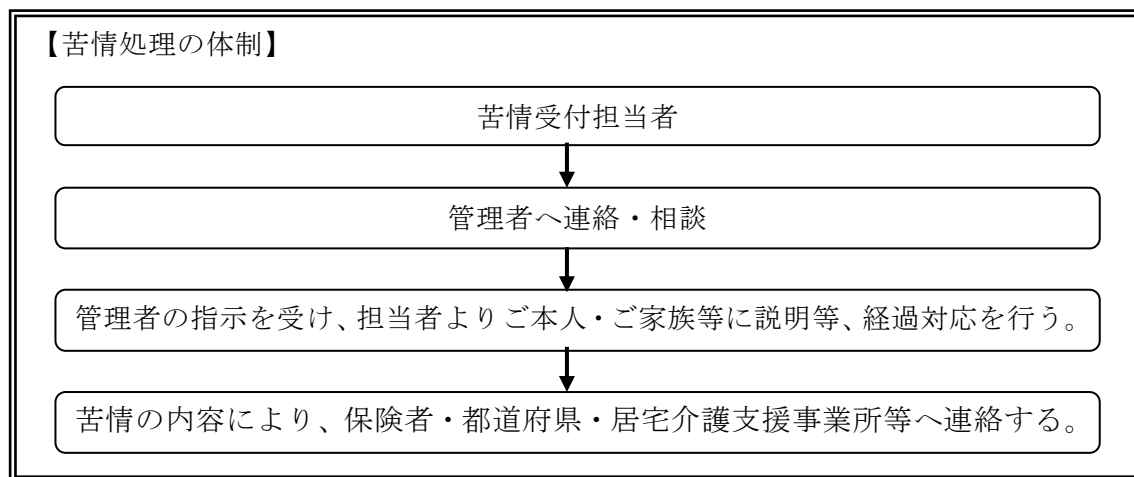 【苦情処理の体制】
苦情受付担当者
管理者へ連絡・相談
管理者の指示を受け、担当者よりご本人・ご家族等に説明等、経過対応を行う。
苦情の内容により、保険者・都道府県・居宅介護支援事業所等へ連絡する。